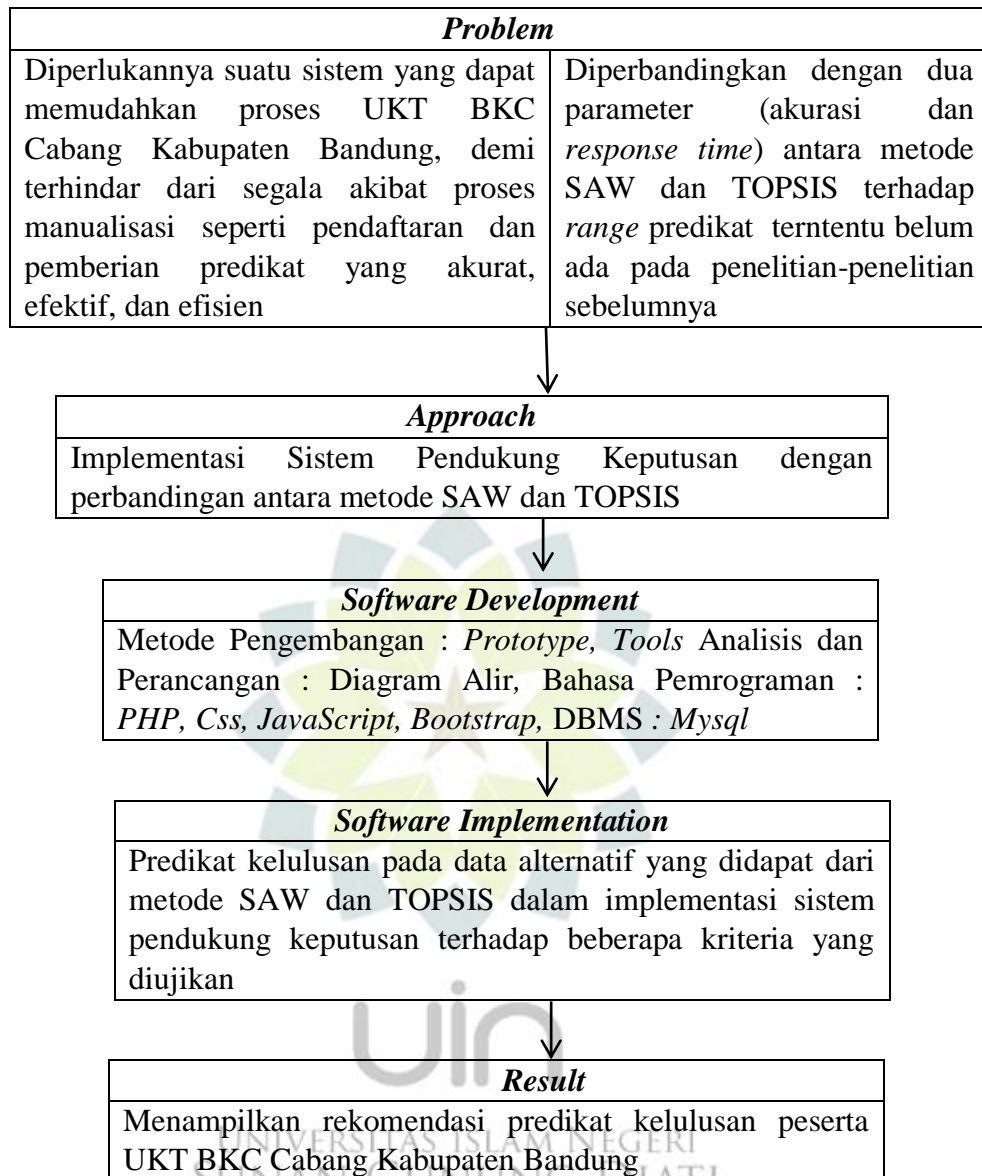 Problem
Diperlukannya suatu sistem yang dapat
memudahkan proses UKT BKC
Cabang Kabupaten Bandung, demi
terhindar dari segala akibat proses
manualisasi seperti pendaftaran dan
pemberian predikat yang akurat,
efektif, dan efisien
Diperbandingkan dengan dua
parameter (akurasi dan
response time) antara metode
SAW dan TOPSIS terhadap
range predikat terntentu belum
ada pada penelitian-penelitian
sebelumnya
Approach
Implementasi Sistem Pendukung Keputusan dengan
perbandingan antara metode SAW dan TOPSIS
Software Development
Metode Pengembangan : Prototype, Tools Analisis dan
Perancangan : Diagram Alir, Bahasa Pemrograman :
PHP, Css, JavaScript, Bootstrap, DBMS : Mysql
Software Implementation
Predikat kelulusan pada data alternatif yang didapat dari
metode SAW dan TOPSIS dalam implementasi sistem
pendukung keputusan terhadap beberapa kriteria yang
diujikan
uin
Result
Menampilkan rekomendasi predikat kelulusan peserta
UNIVERSITAS ISLAM NEGERI
UKT BKC Cabang Kabupaten Bandung